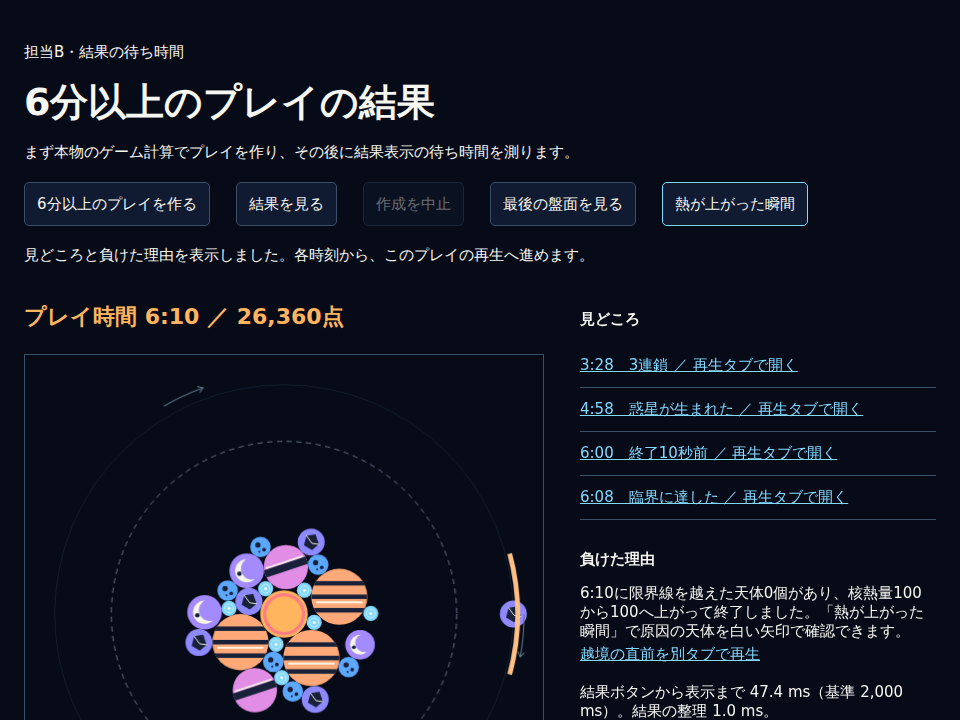 担当B・結果の待ち時間
6分以上のプレイの結果
まず本物のゲーム計算でプレイを作り、その後に結果表示の待ち時間を測ります。
6分以上のプレイを作る
結果を見る
作成を中止
最後の盤面を見る
熱が上がった瞬間
見どころと負けた理由を表示しました。各時刻から、このプレイの再生へ進めます。
プレイ時間 6:10 ／ 26,360点
見どころ
3:28　3連鎖 ／ 再生タブで開く
4:58　惑星が生まれた ／ 再生タブで開く
6:00　終了10秒前 ／ 再生タブで開く
6:08　臨界に達した ／ 再生タブで開く
負けた理由
6:10に限界線を越えた天体0個があり、核熱量100
から100へ上がって終了しました。「熱が上がった
瞬間」で原因の天体を白い矢印で確認できます。
越境の直前を別タブで再生
結果ボタンから表示まで 47.4 ms（基準 2,000
ms）。結果の整理 1.0 ms。